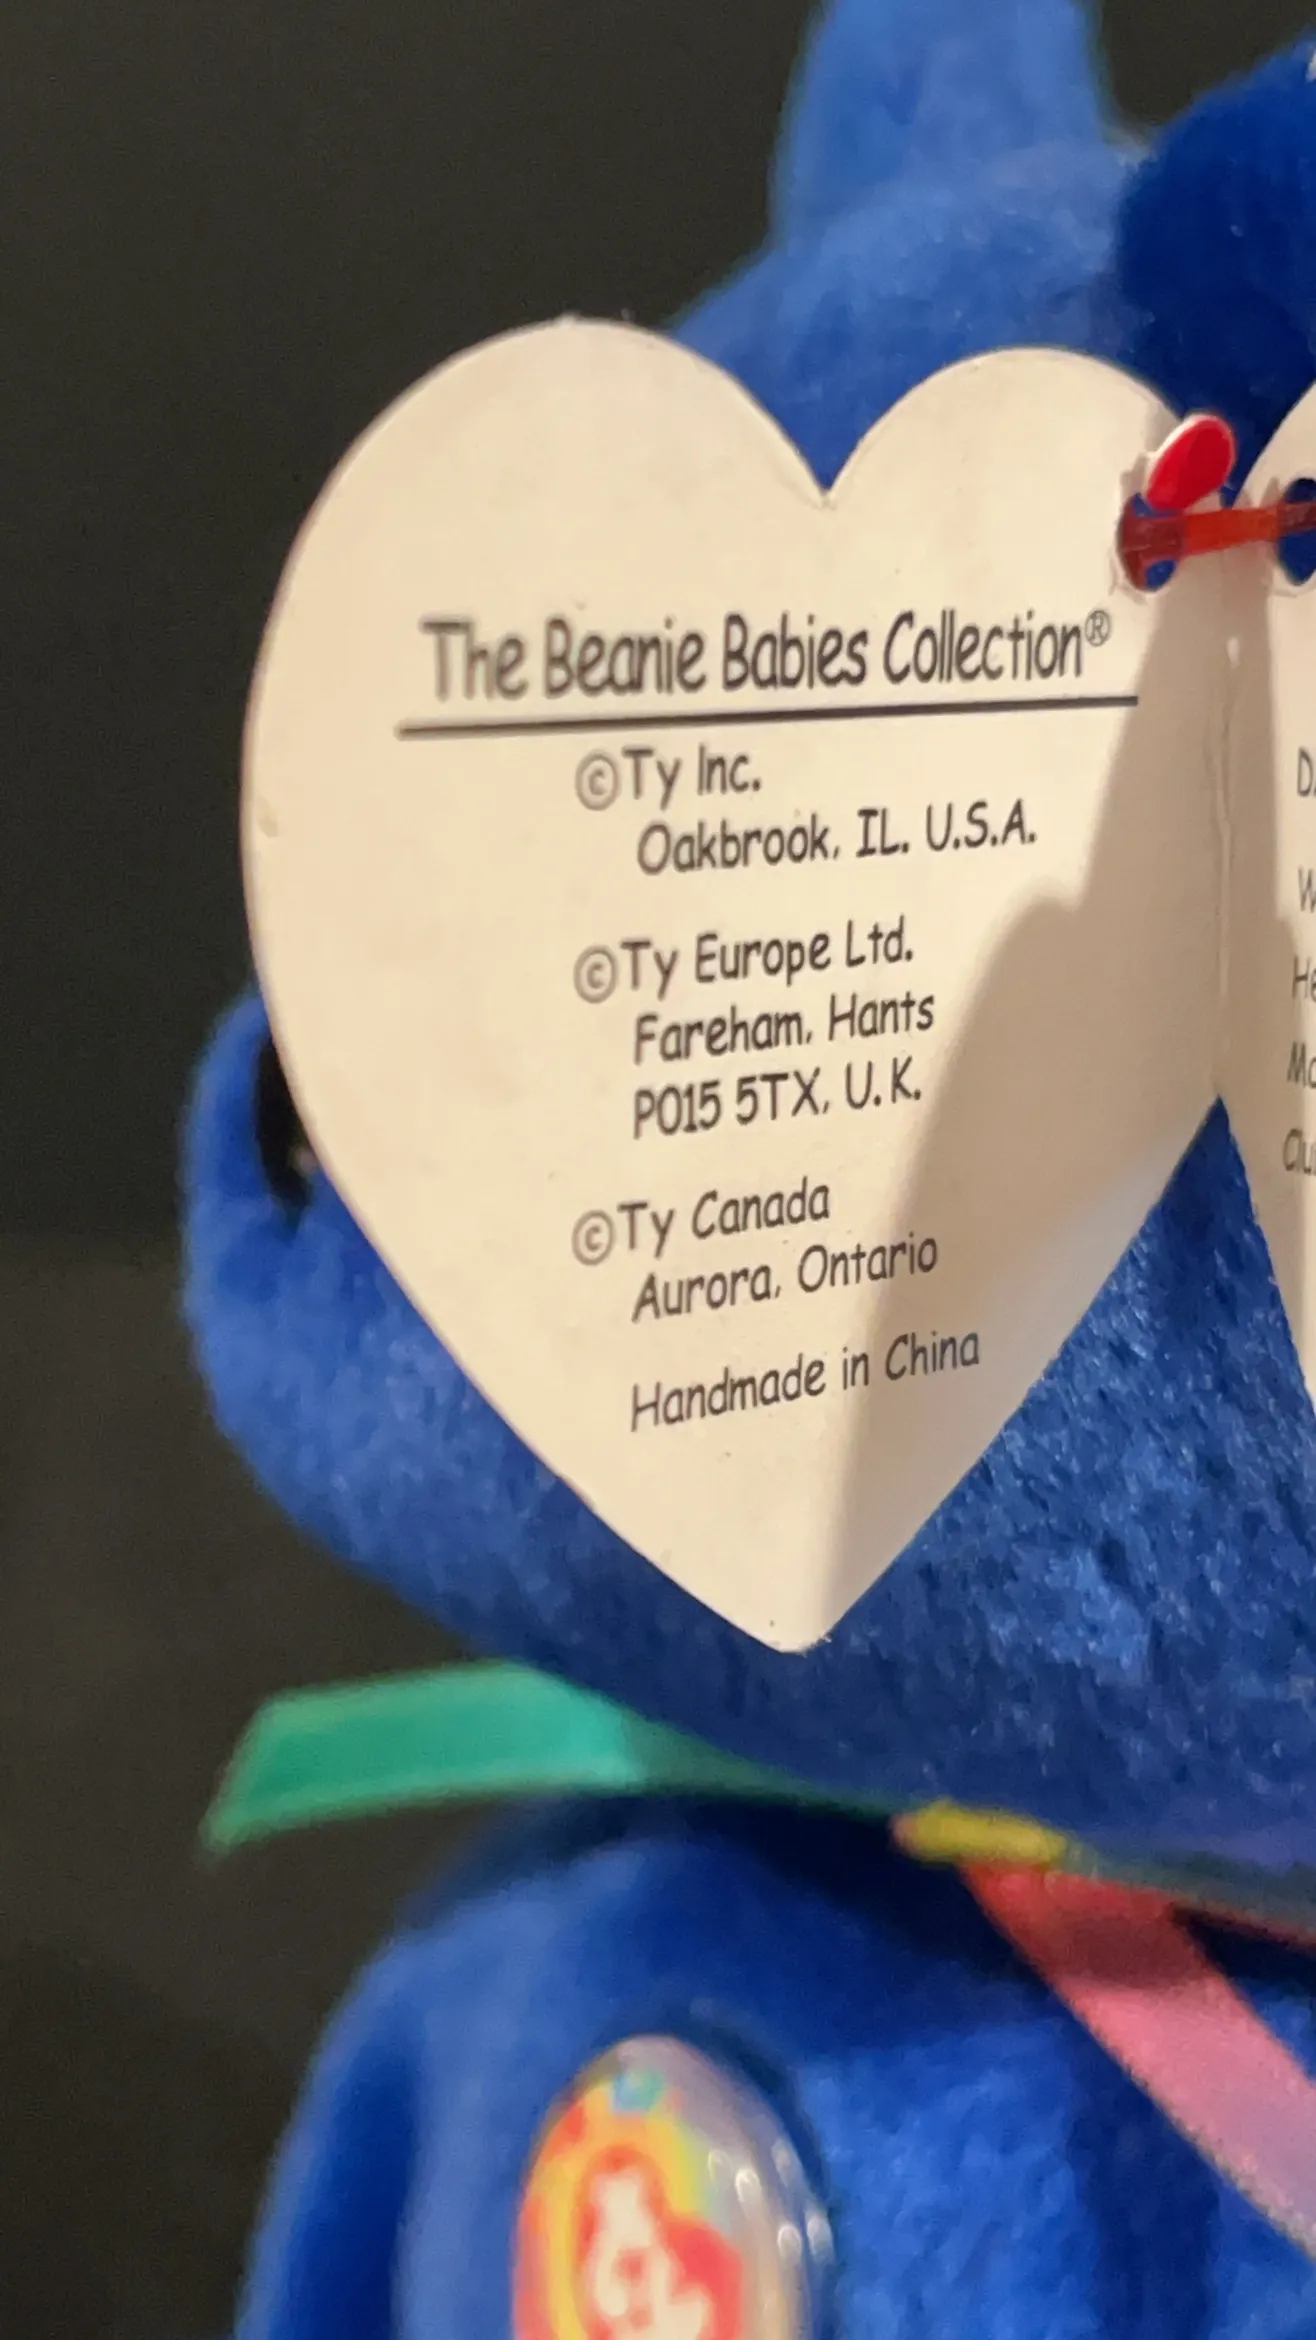 The Beanie Babies Collection®
©Ty Inc.
Oakbrook, IL. U.S.A.
©Ty Europe Ltd.
Fareham, Hants
PO15 5TX, U.K.
©Ty Canada
Aurora, Ontario
Handmade in China